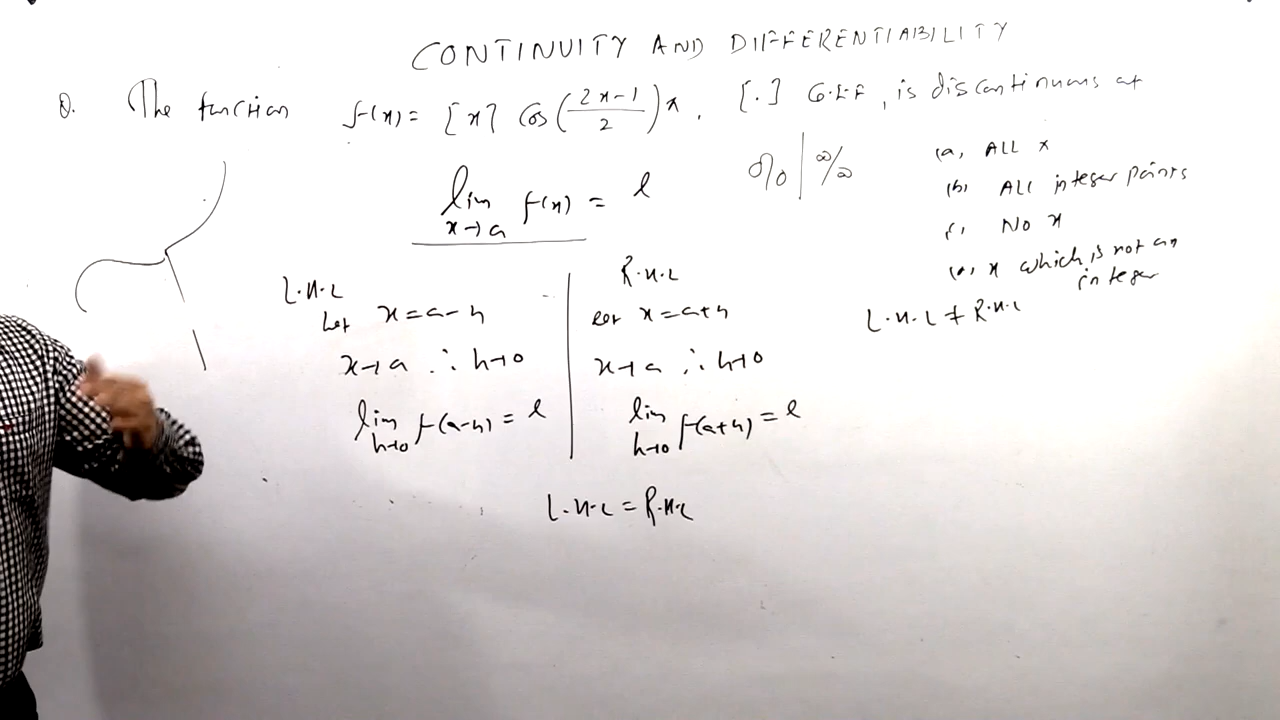 CONTINUITY AND DIFFERENTIABILITY
Q. The function f(x) = [x] cos(2x-1/2)π, [.] G.I.F, is discontinuous at
(a) ALL x
(b) ALL integer points
(c) NO x
(d) x which is not an integer
lim x→a f(x) = l
0/0 | ∞/∞
L.H.L
Let x = a-h
x→a ∴ h→0
lim h→0 f(a-h) = l
R.H.L
Let x = a+h
x→a ∴ h→0
lim h→0 f(a+h) = l
L.H.L = R.H.L
L.H.L ≠ R.H.L